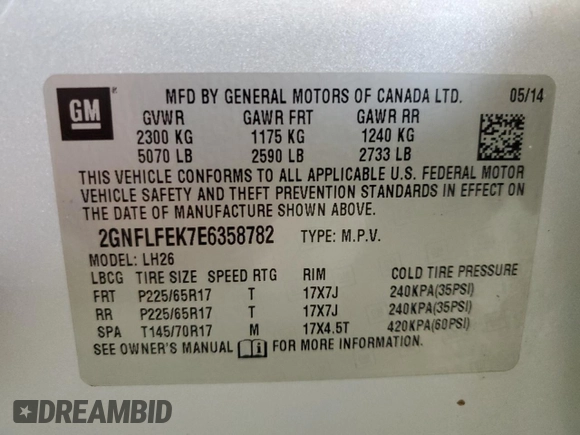 GM
MFD BY GENERAL MOTORS OF CANADA LTD. 05/14
GVWR GAWR FRT GAWR RR
2300 KG 1175 KG 1240 KG
5070 LB 2590 LB 2733 LB
THIS VEHICLE CONFORMS TO ALL APPLICABLE U.S. FEDERAL MOTOR
VEHICLE SAFETY AND THEFT PREVENTION STANDARDS IN EFFECT ON
THE DATE OF MANUFACTURE SHOWN ABOVE.
2GNFLFEK7E6358782 TYPE: M.P.V.
MODEL: LH26
LBCG TIRE SIZE SPEED RTG RIM COLD TIRE PRESSURE
FRT P225/65R17 T 17X7J 240KPA(35PSI)
RR P225/65R17 T 17X7J 240KPA(35PSI)
SPA T145/70R17 M 17X4.5T 420KPA(60PSI)
SEE OWNER'S MANUAL i FOR MORE INFORMATION.
DREAMBID